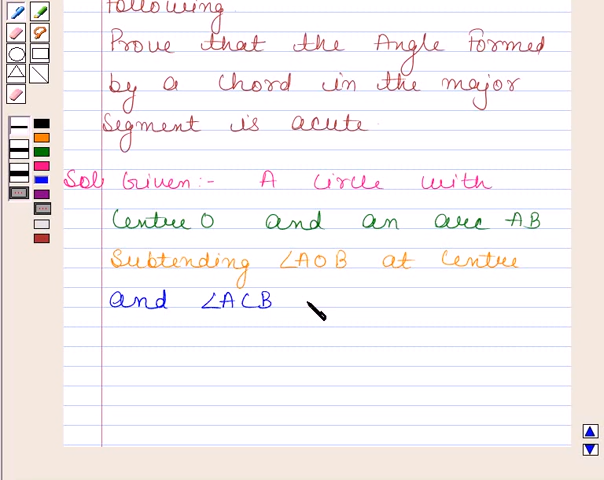 following
Prove that the Angle Formed
by a chord in the major
Segment is acute
Sol Given:- A circle with
Centre O and an arc AB
Subtending ∠AOB at Centre
and ∠ACB